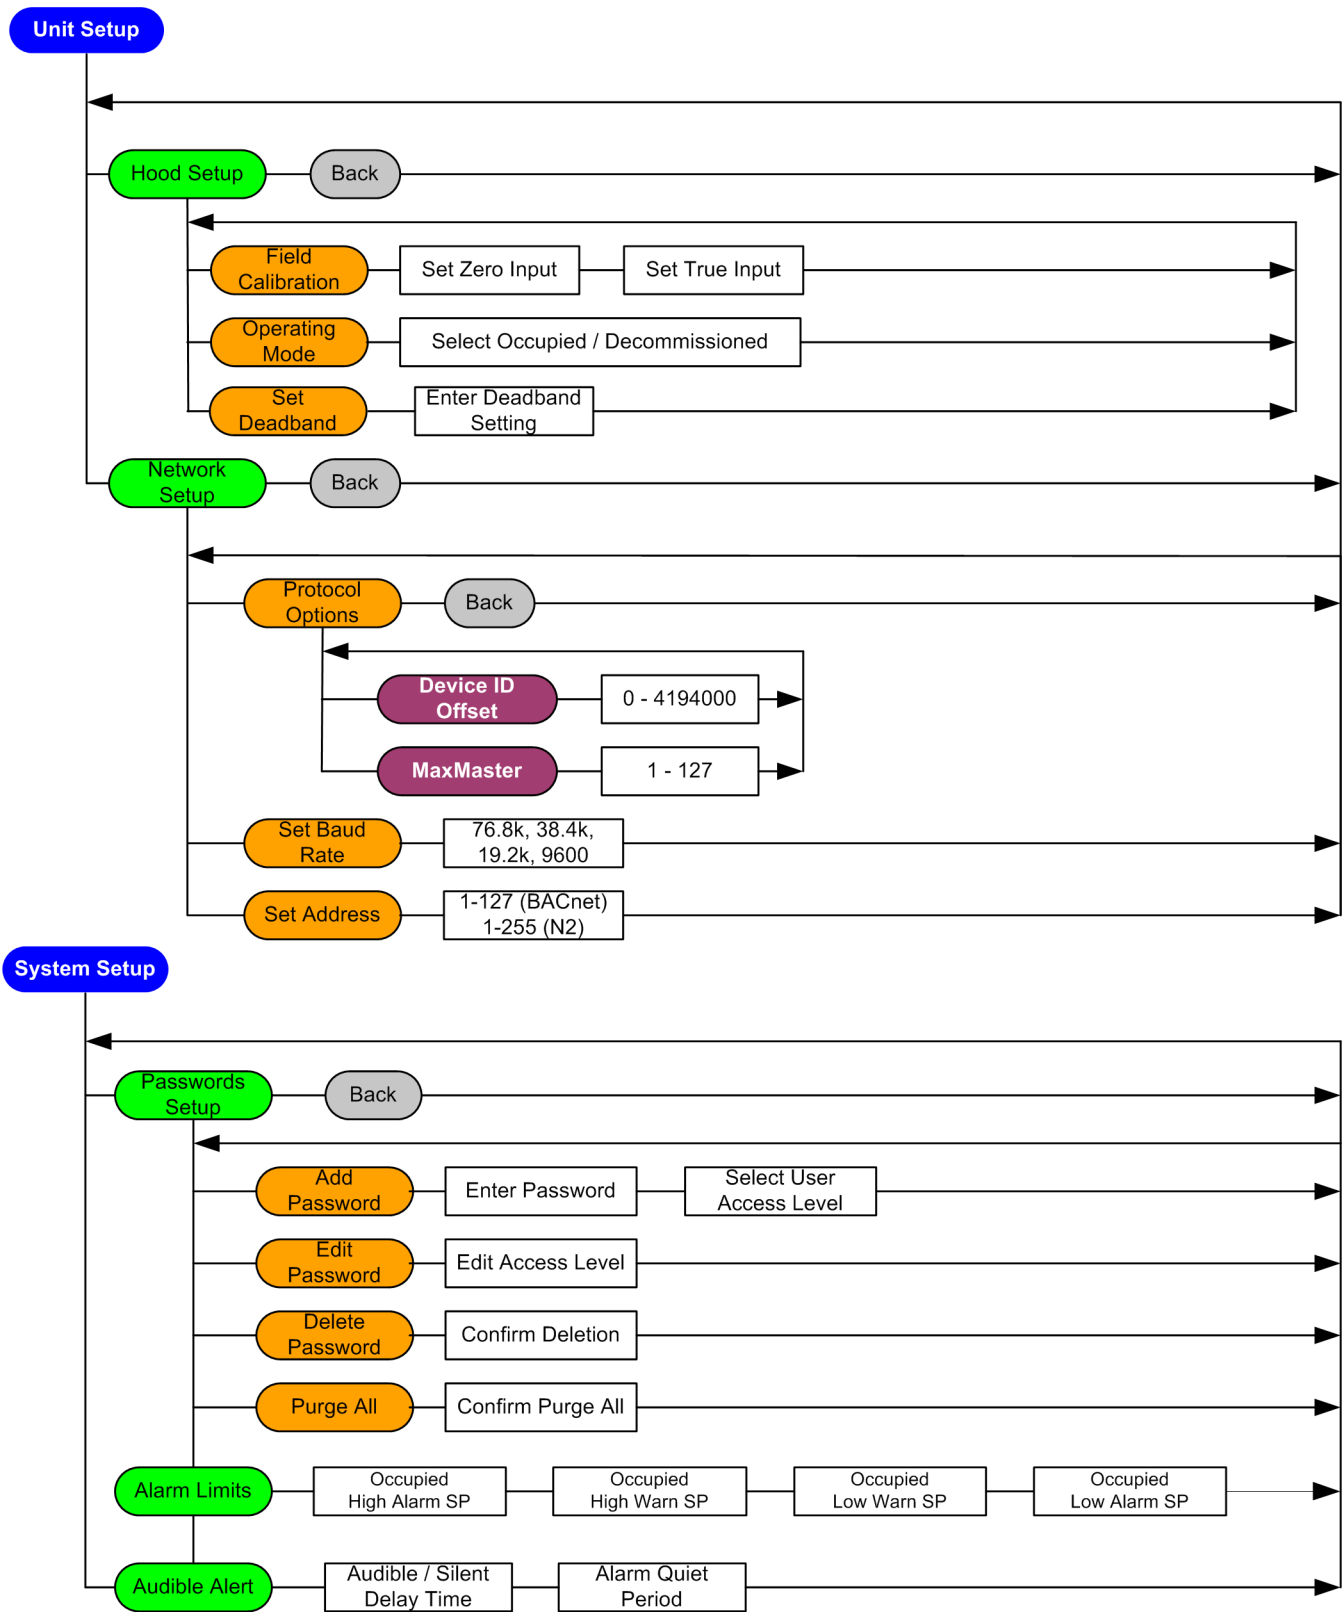 Unit Setup
Hood Setup
Back
Field
Calibration
Set Zero Input
Set True Input
Operating
Mode
Select Occupied / Decommissioned
Set
Deadband
Enter Deadband
Setting
Network
Setup
Back
Protocol
Options
Back
Device ID
Offset
0 - 4194000
MaxMaster
1 - 127
Set Baud
Rate
76.8k, 38.4k,
19.2k, 9600
Set Address
1-127 (BACnet)
1-255 (N2)
System Setup
Passwords
Setup
Back
Add
Password
Enter Password
Select User
Access Level
Edit
Password
Edit Access Level
Delete
Password
Confirm Deletion
Purge All
Confirm Purge All
Alarm Limits
Occupied
High Alarm SP
Occupied
High Warn SP
Occupied
Low Warn SP
Occupied
Low Alarm SP
Audible Alert
Audible / Silent
Delay Time
Alarm Quiet
Period